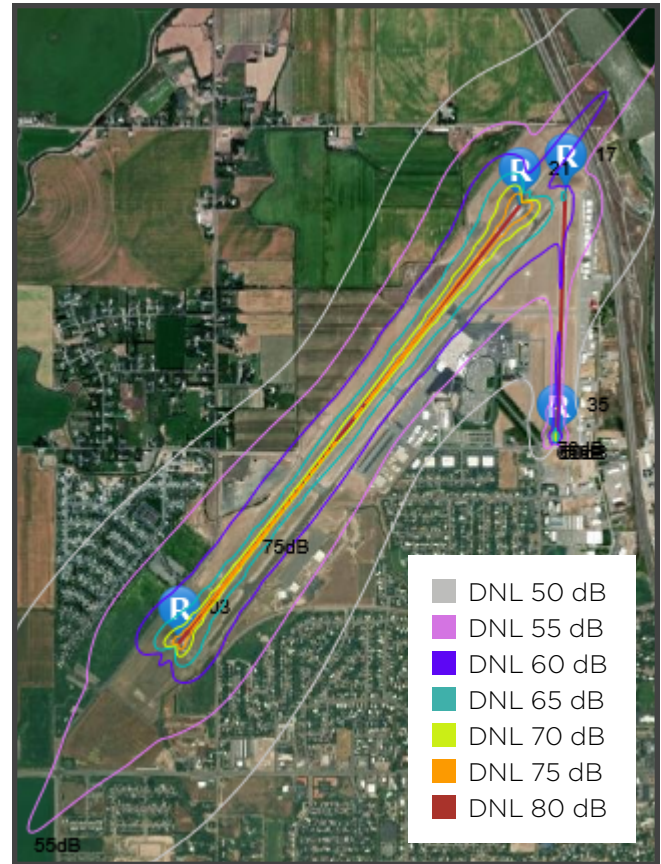 R
R
17
21
R
35
75dB
R
03
55dB
DNL 50 dB
DNL 55 dB
DNL 60 dB
DNL 65 dB
DNL 70 dB
DNL 75 dB
DNL 80 dB